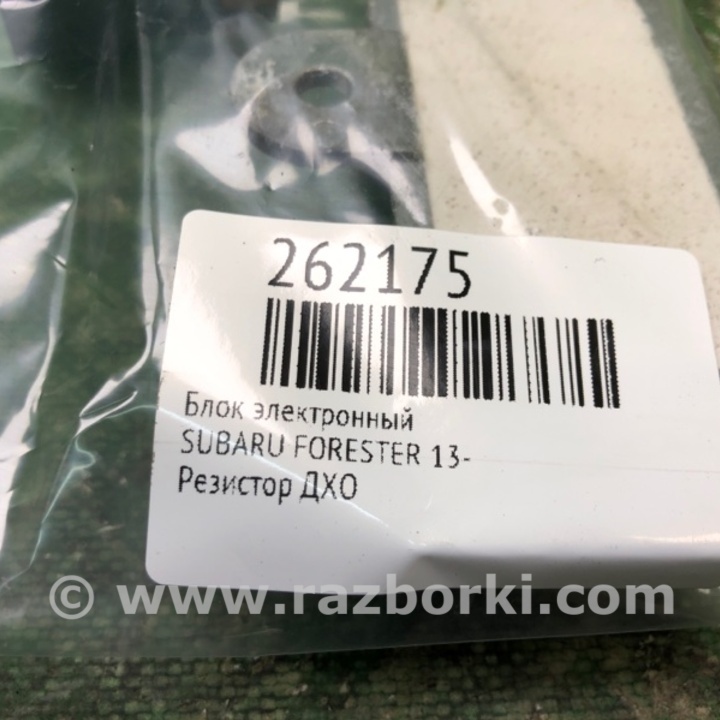 262175
Блок электронный
SUBARU FORESTER 13-
Резистор ДХО
© www.razborki.com